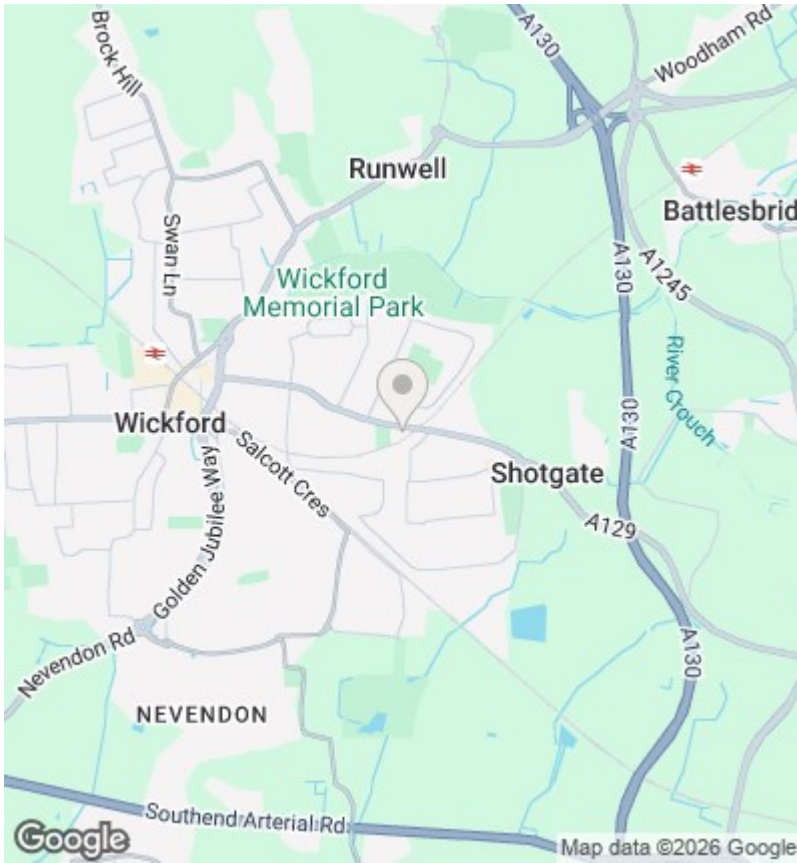 Brock Hill
A130
Woodham Rd
Runwell
Battlesbrid
Swan Ln
A130
A1245
Wickford
Memorial Park
River Crouch
Wickford
A130
Salcott Cres
Shotgate
Golden Jubilee Way
A129
Nevendon Rd
A130
NEVENDON
Southend Arterial Rd
Google
Map data ©2026 Google